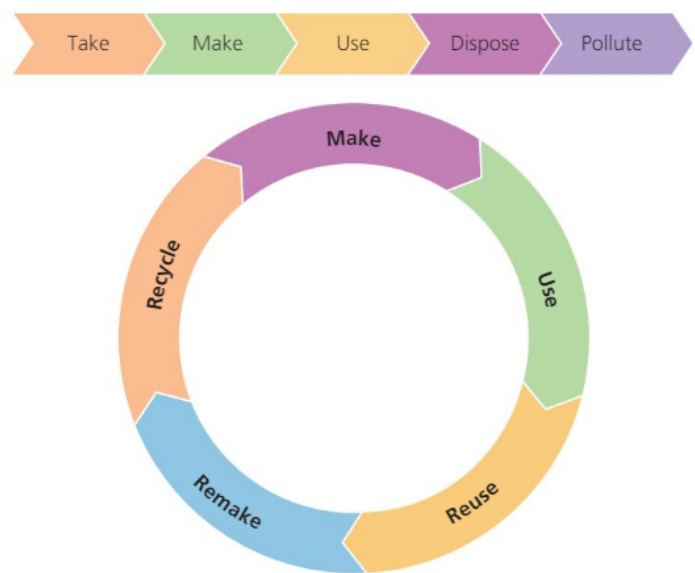 Take Make Use Dispose Pollute
Make
Use
Reuse
Remake
Recycle